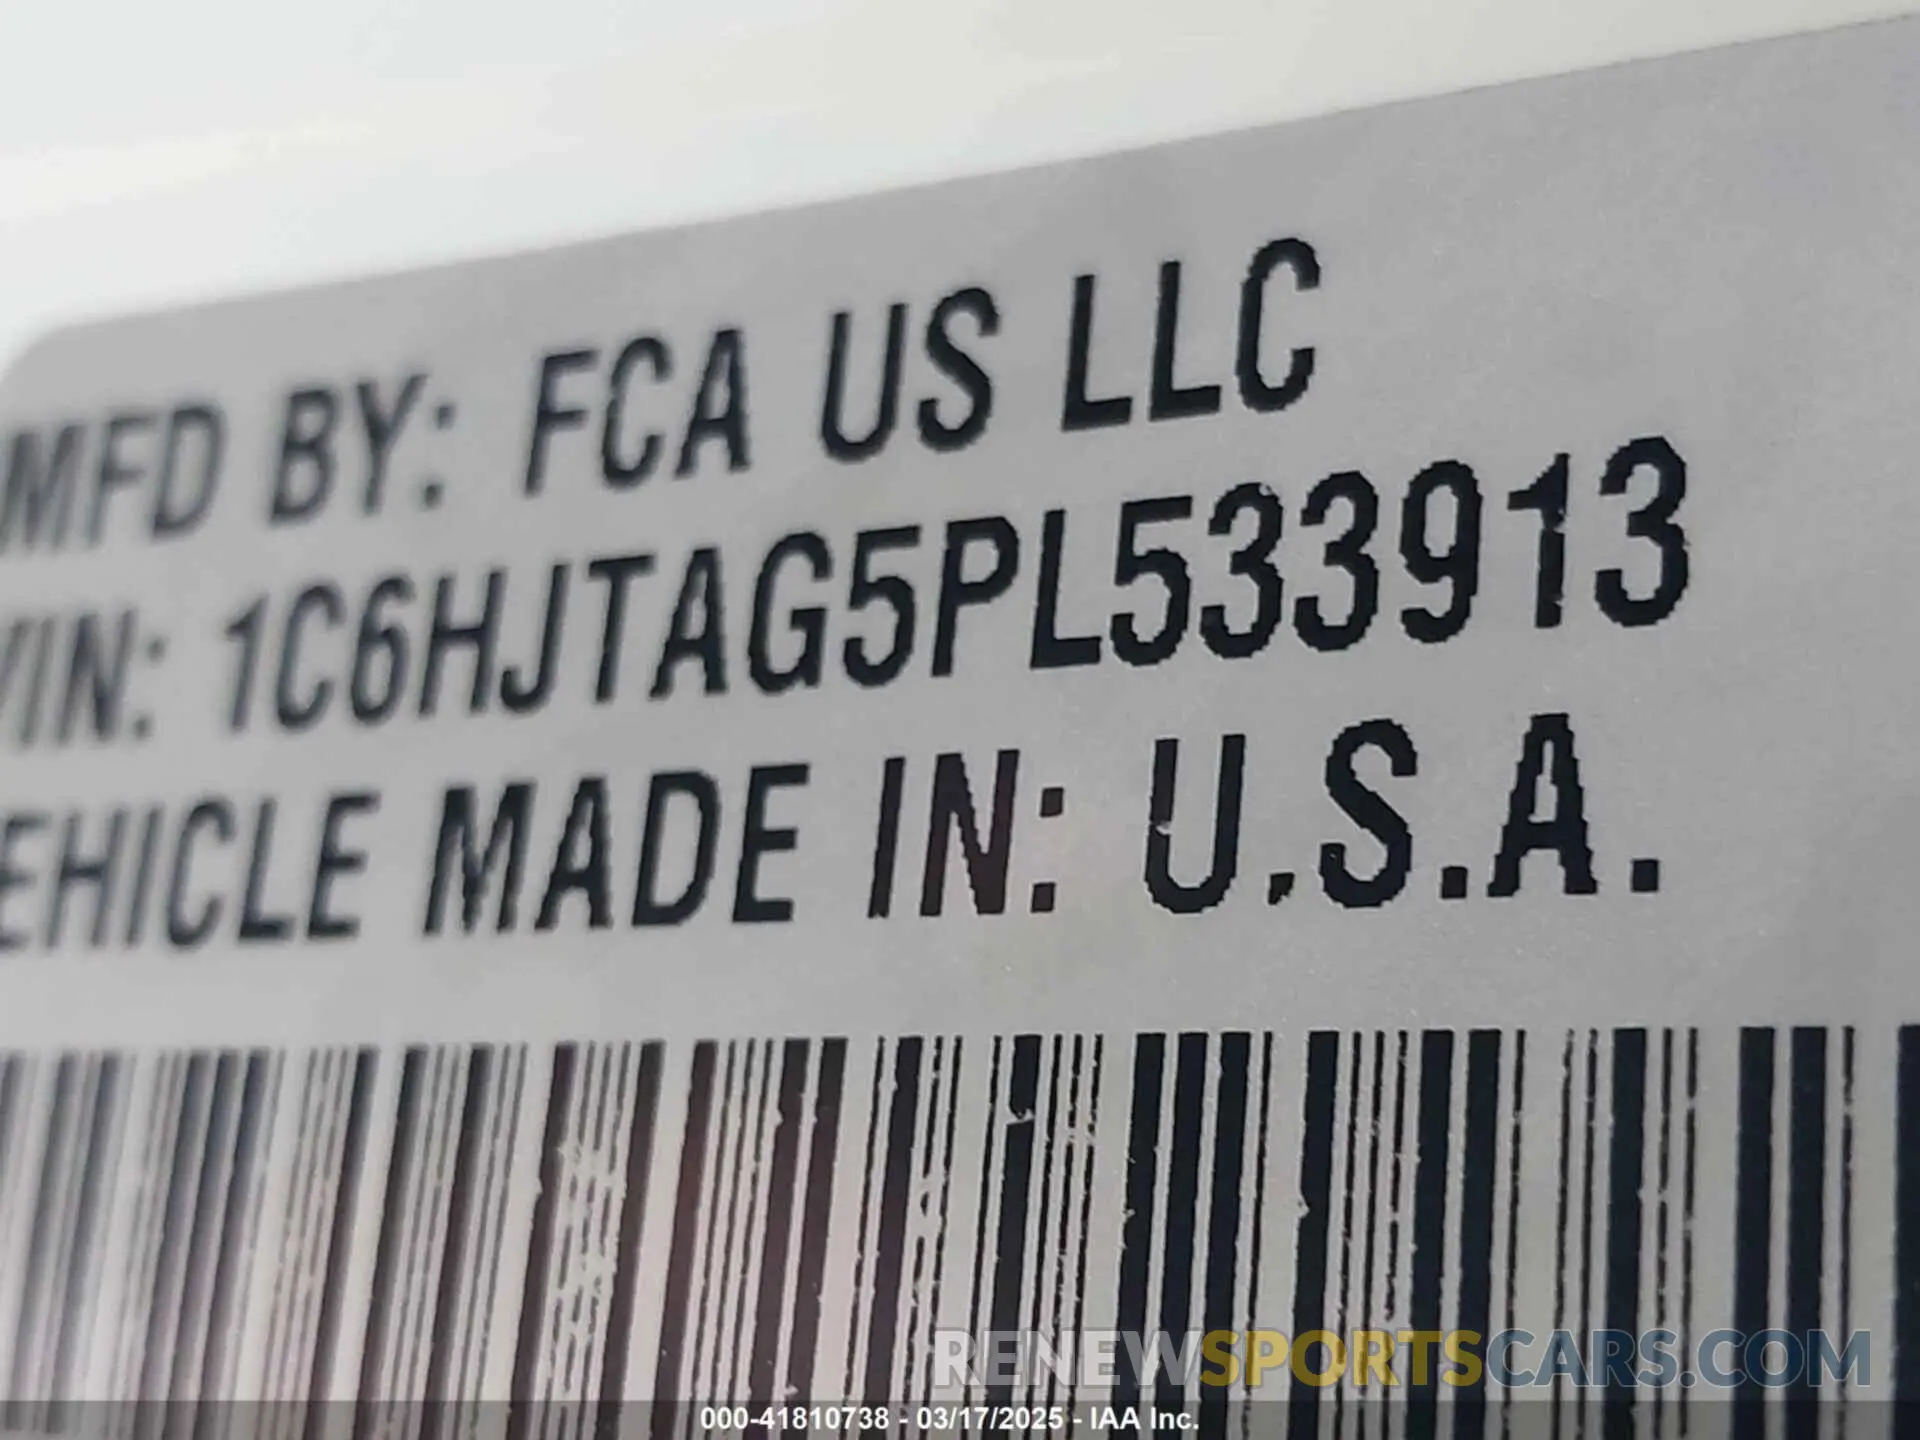 MFD BY: FCA US LLC
VIN: 1C6HJTAG5PL533913
EHICLE MADE IN: U.S.A.
RENEWSPORTSCARS.COM
000-41810738 - 03/17/2025 - IAA Inc.